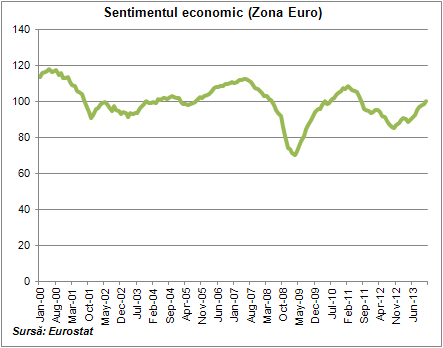 Sentimentul economic (Zona Euro)
140
120
100
80
60
40
20
0
Jan-00
Aug-00
Mar-01
Oct-01
May-02
Dec-02
Jul-03
Feb-04
Sep-04
Apr-05
Nov-05
Jun-06
Jan-07
Aug-07
Mar-08
Oct-08
May-09
Dec-09
Jul-10
Feb-11
Sep-11
Apr-12
Nov-12
Jun-13
Sursă: Eurostat